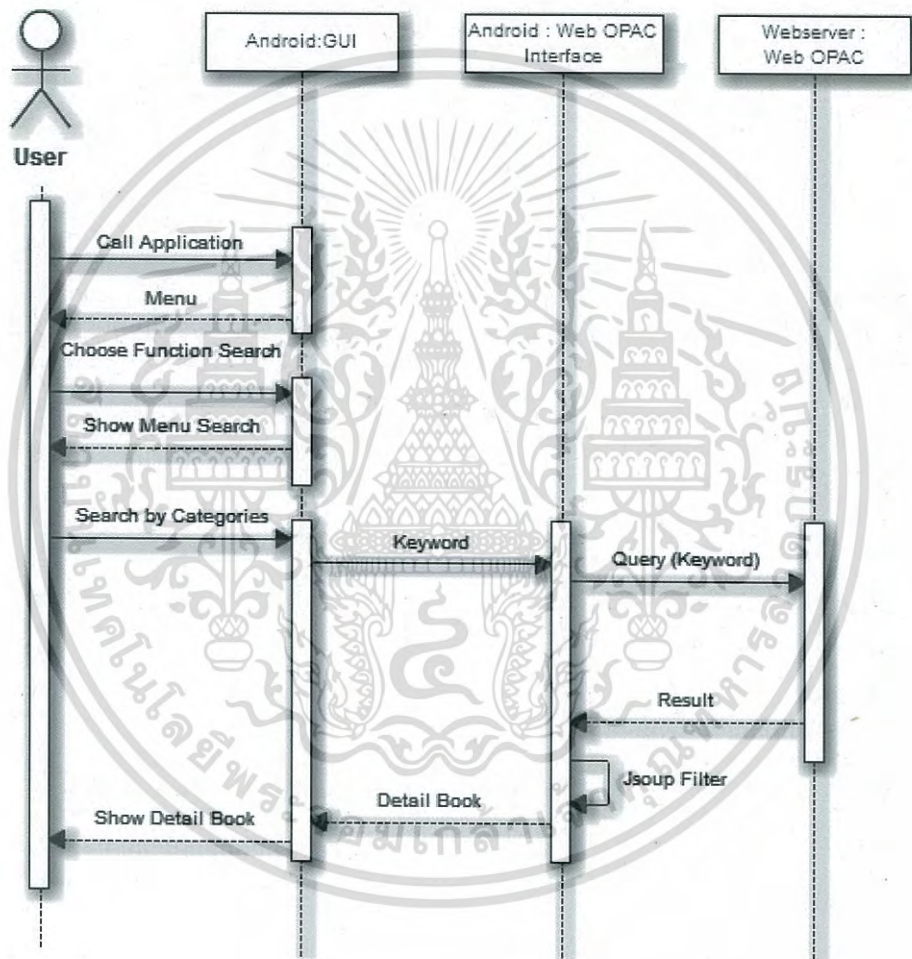 Android:GUI
Android : Web OPAC
Interface
Webserver :
Web OPAC
User
Call Application
Menu
Choose Function Search
Show Menu Search
Search by Categories
Keyword
Query (Keyword)
Result
Jsoup Filter
Detail Book
Show Detail Book